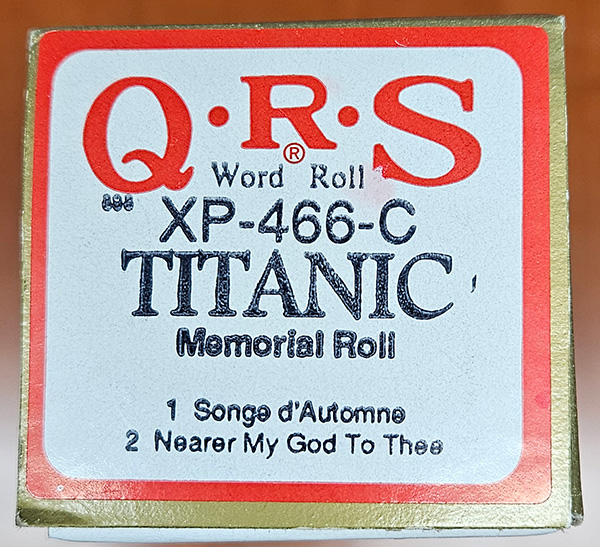 Q·R·S
®
Word Roll
XP-466-C
TITANIC
Memorial Roll
1 Songe d'Automne
2 Nearer My God To Thee